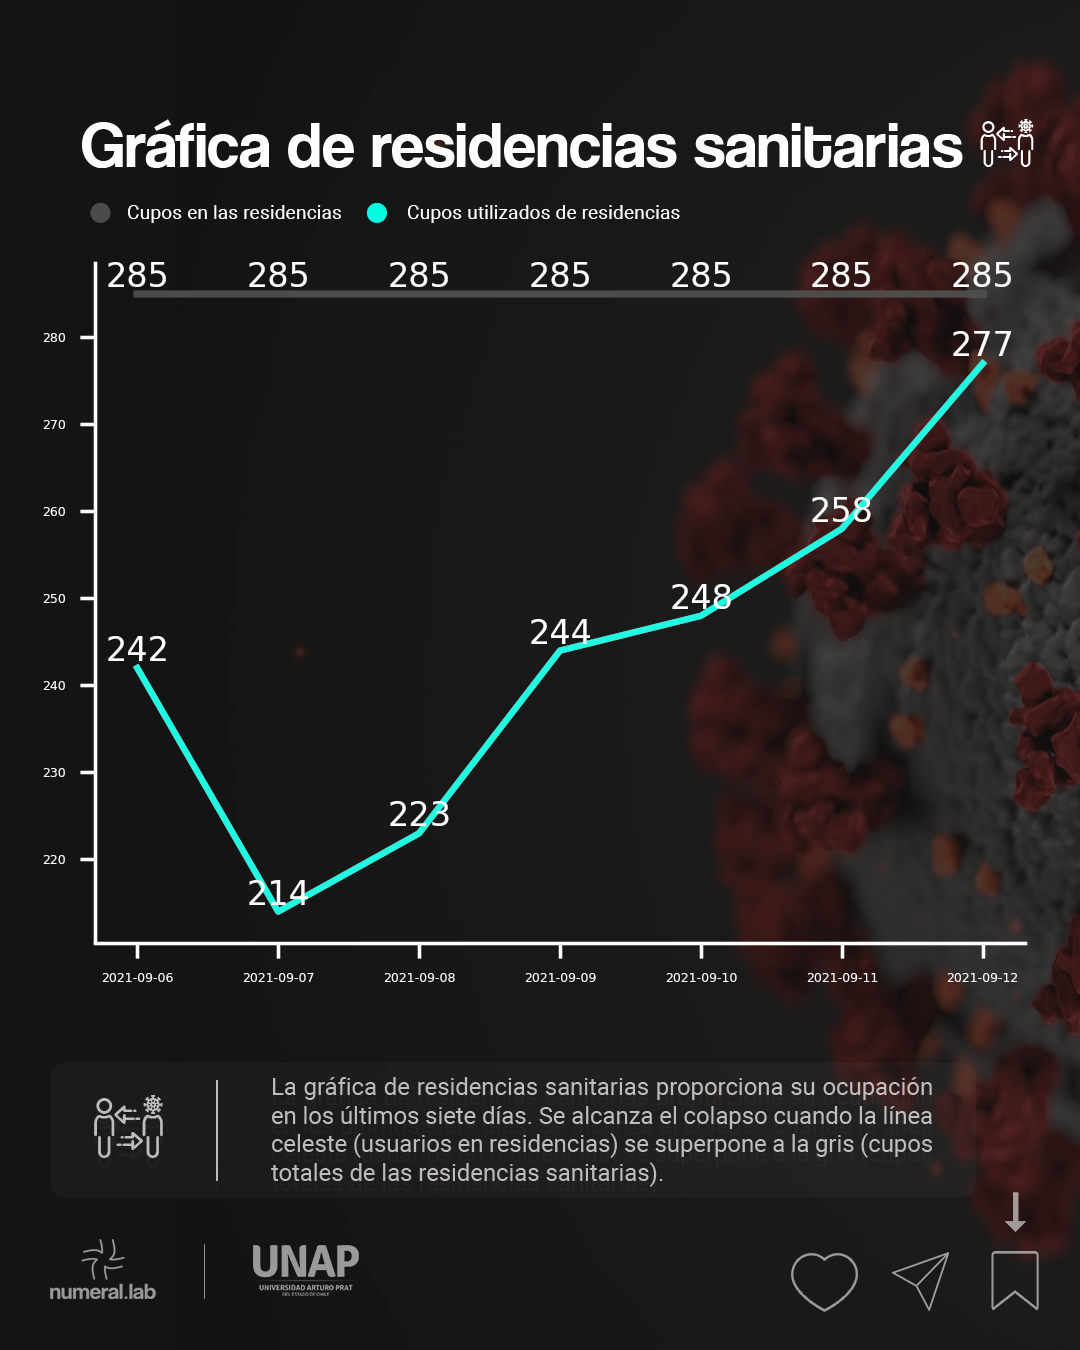 Gráfica de residencias sanitarias
Cupos en las residencias Cupos utilizados de residencias
285 285 285 285 285 285 285
277
280
270
260
258
250
248
244
242
240
230
223
220
214
2021-09-06 2021-09-07 2021-09-08 2021-09-09 2021-09-10 2021-09-11 2021-09-12
La gráfica de residencias sanitarias proporciona su ocupación
en los últimos siete días. Se alcanza el colapso cuando la línea
celeste (usuarios en residencias) se superpone a la gris (cupos
totales de las residencias sanitarias).
numeral.lab
UNAP
UNIVERSIDAD ARTURO PRAT
DEL ESTADO DE CHILE